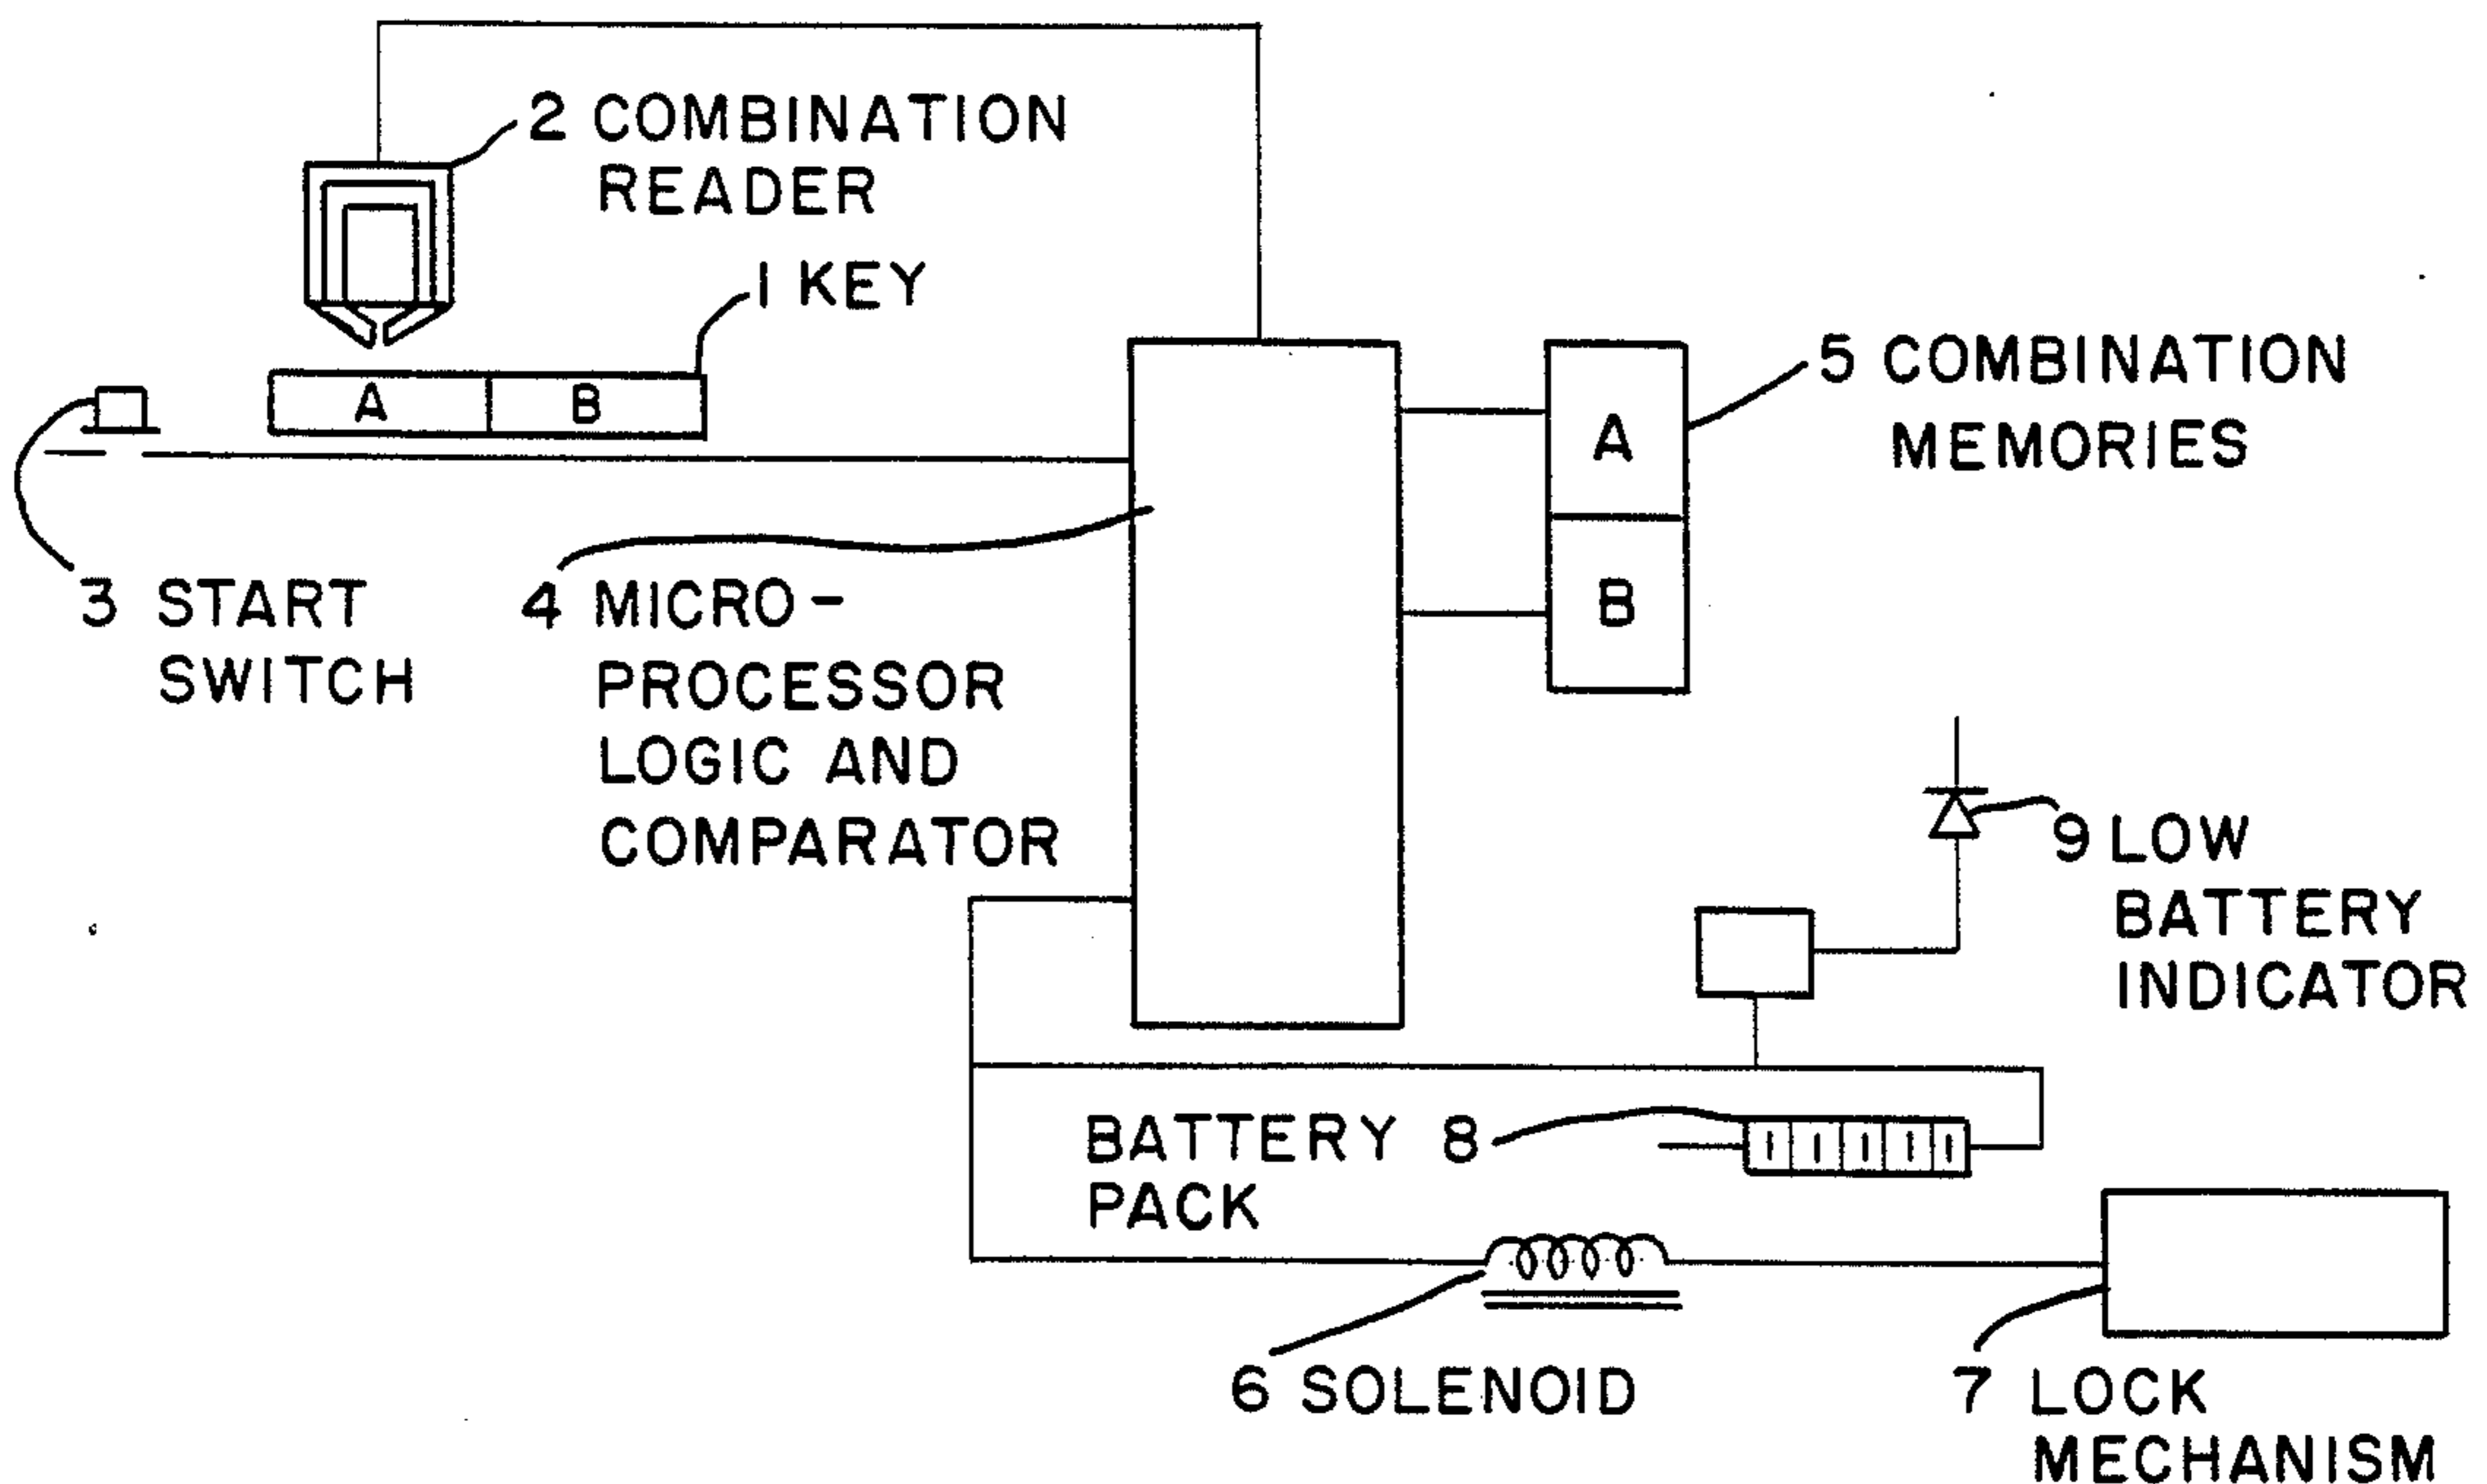 2 COMBINATION
READER
1 KEY
A B
5 COMBINATION
MEMORIES
A
B
3 START
SWITCH
4 MICRO-
PROCESSOR
LOGIC AND
COMPARATOR
9 LOW
BATTERY
INDICATOR
BATTERY 8
PACK
6 SOLENOID
7 LOCK
MECHANISM